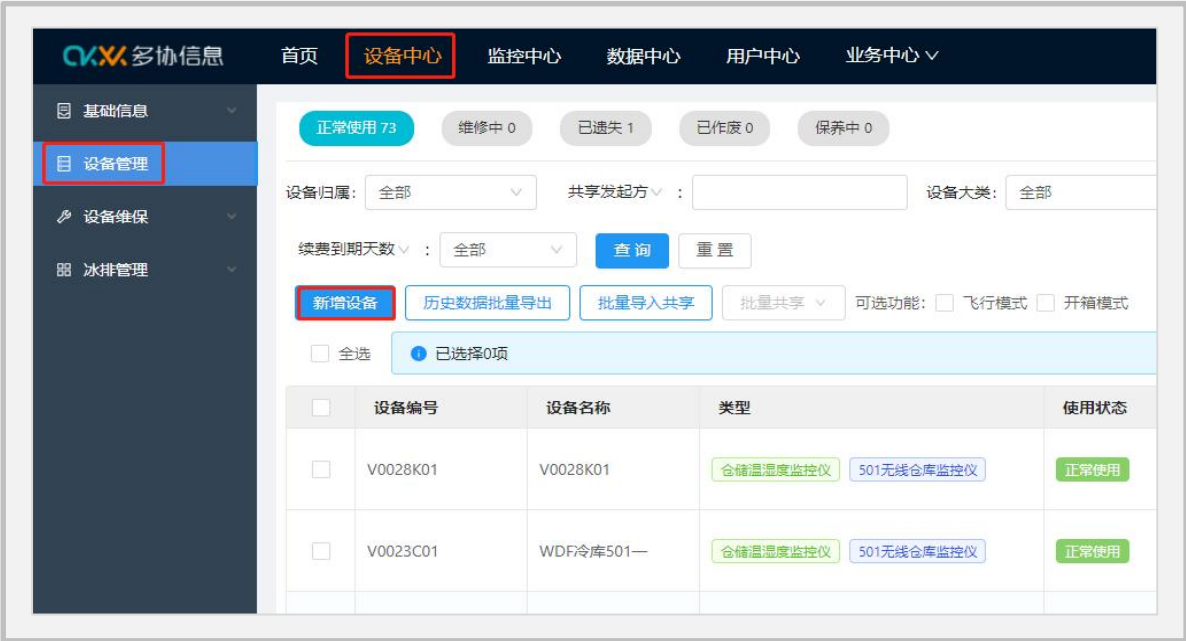 CKXX 多协信息 首页 设备中心 监控中心 数据中心 用户中心 业务中心
基础信息
设备管理
设备维保
冰排管理
正常使用 73 维修中 0 已遗失 1 已作废 0 保养中 0
设备归属: 全部 共享发起方 : 设备大类: 全部
续费到期天数 : 全部 查 询 重 置
新增设备 历史数据批量导出 批量导入共享 批量共享 可选功能: 飞行模式 开箱模式
全选 已选择0项
设备编号 设备名称 类型 使用状态
V0028K01 V0028K01 仓储温湿度监控仪 501无线仓库监控仪 正常使用
V0023C01 WDF冷库501— 仓储温湿度监控仪 501无线仓库监控仪 正常使用